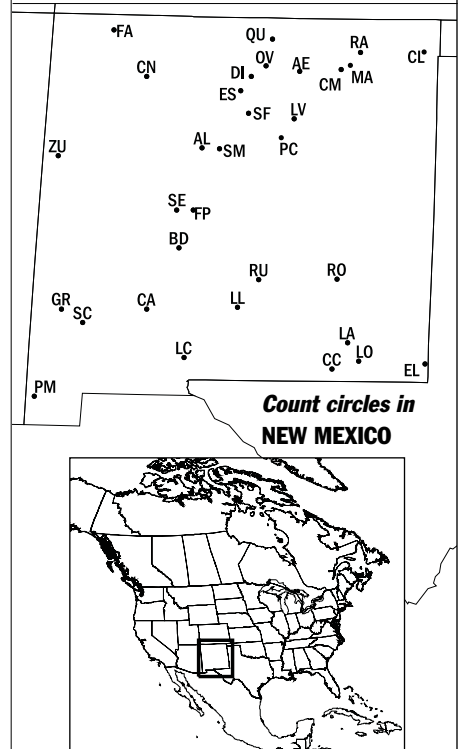 FA
QU
RA
CL
OV
CN
DI
AE
CM
MA
ES
SF
LV
AL
SM
PC
ZU
SE
FP
BD
RU
RO
GR
SC
CA
LL
LA
LC
CC
LO
EL
PM
Count circles in
NEW MEXICO